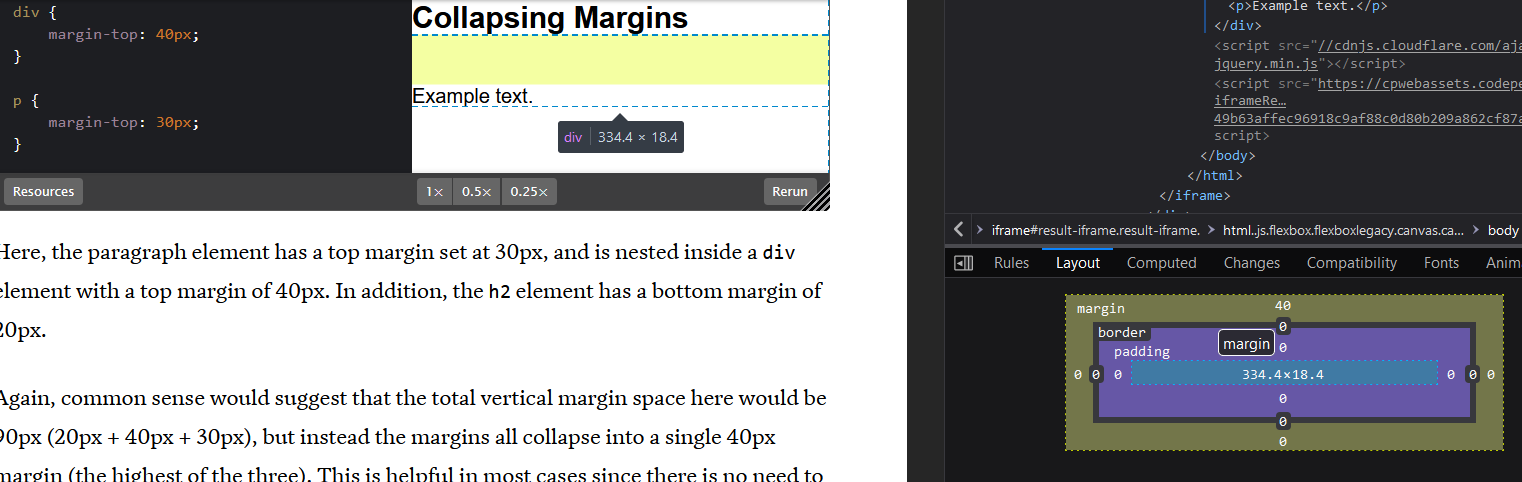 div {
margin-top: 40px;
}
p {
margin-top: 30px;
}
Collapsing Margins
Example text.
div 334.4 × 18.4
Resources
1× 0.5× 0.25× Rerun
Here, the paragraph element has a top margin set at 30px, and is nested inside a div
element with a top margin of 40px. In addition, the h2 element has a bottom margin of
20px.
Again, common sense would suggest that the total vertical margin space here would be
90px (20px + 40px + 30px), but instead the margins all collapse into a single 40px
margin (the highest of the three). This is helpful in most cases since there is no need to
<p>Example text.</p>
</div>
<script src="//cdnjs.cloudflare.com/aja
jquery.min.js"></script>
<script src="https://cpwebassets.codepe
iframeRe…
49b63affec96918c9af88c0d80b209a862cf87a
script>
</body>
</html>
</iframe>
iframe#result-iframe.result-iframe. > html..js.flexbox.flexboxlegacy.canvas.ca... > body
Rules Layout Computed Changes Compatibility Fonts Anim
margin 40
border 0
margin
padding 0
0 0 0 334.4×18.4 0 0 0
0
0
0